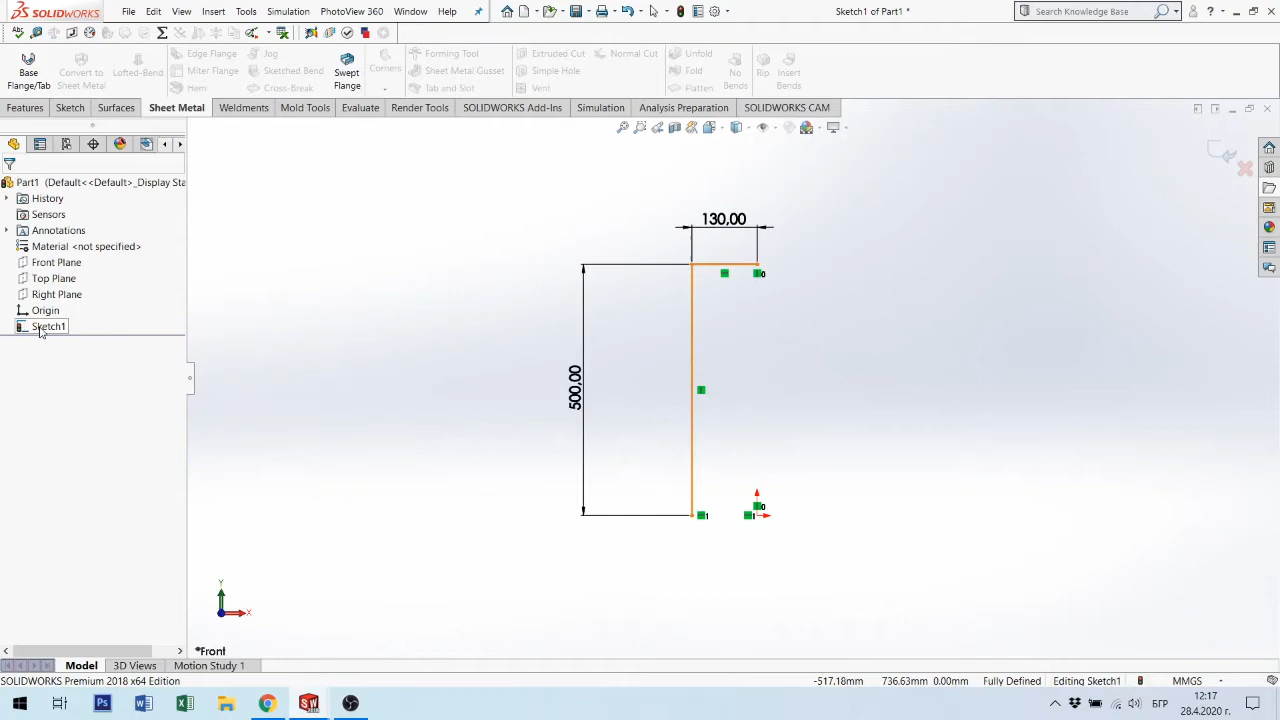 SOLIDWORKS File Edit View Insert Tools Simulation PhotoView 360 Window Help Sketch1 of Part1 * Search Knowledge Base
Base Flange/Tab
Convert to Sheet Metal
Lofted-Bend
Edge Flange
Miter Flange
Hem
Jog
Sketched Bend
Cross-Break
Swept Flange
Corners
Forming Tool
Sheet Metal Gusset
Tab and Slot
Extruded Cut
Simple Hole
Vent
Normal Cut
Unfold
Fold
Flatten
No Bends
Rip
Insert Bends
Features Sketch Surfaces Sheet Metal Weldments Mold Tools Evaluate Render Tools SOLIDWORKS Add-Ins Simulation Analysis Preparation SOLIDWORKS CAM
Part1 (Default<<Default>_Display Sta
History
Sensors
Annotations
Material <not specified>
Front Plane
Top Plane
Right Plane
Origin
Sketch1
130,00
0
500,00
0
1
1
Y
X
*Front
Model 3D Views Motion Study 1
SOLIDWORKS Premium 2018 x64 Edition -517.18mm 736.63mm 0.00mm Fully Defined Editing Sketch1 MMGS
12:17
БГР
28.4.2020 г.